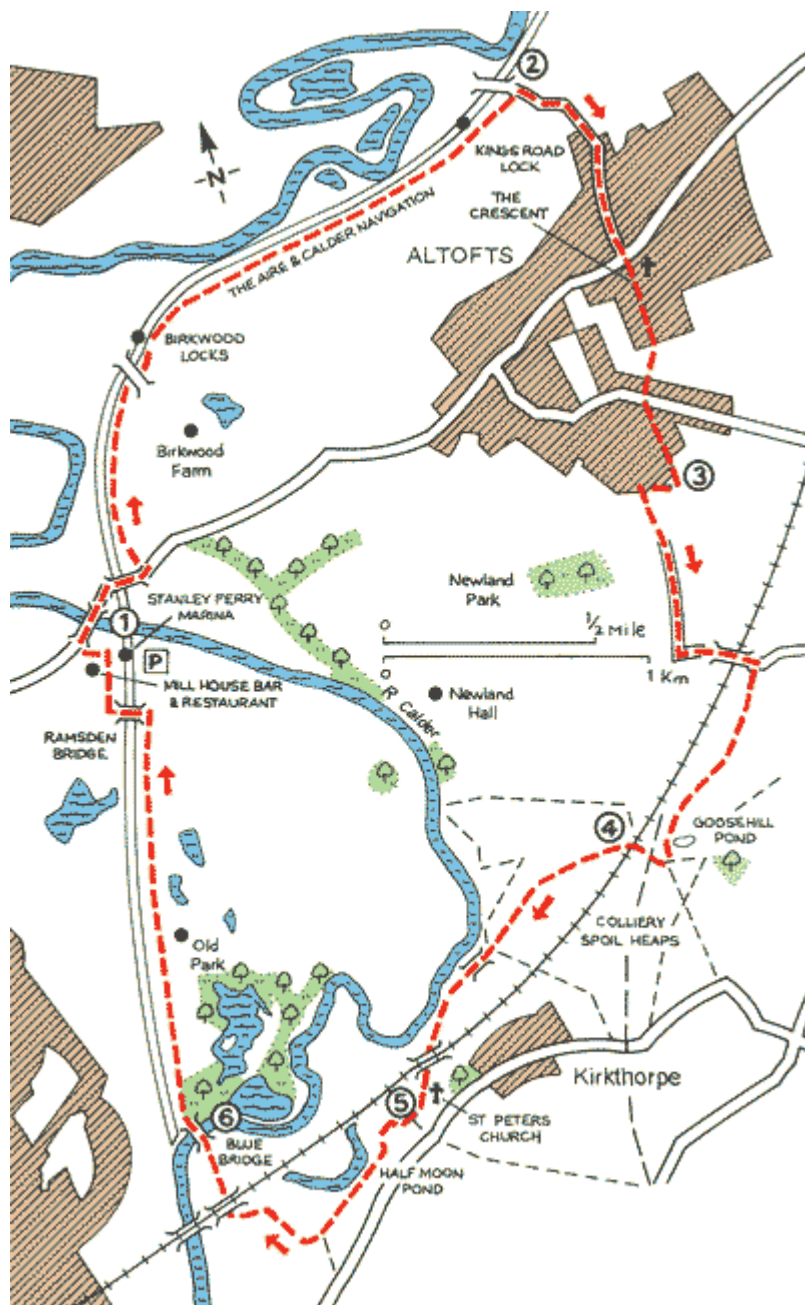 ②
KINGS ROAD
LOCK
-N-
THE
CRESCENT
THE AIRE & CALDER NAVIGATION
ALTOFTS
BIRKWOOD
LOCKS
Birkwood
Farm
③
Newland
Park
½ Mile
1 Km
STANLEY FERRY
MARINA
①
P
MILL HOUSE BAR
& RESTAURANT
R Calder
Newland
Hall
RAMSDEN
BRIDGE
④
GOOSEHILL
POND
COLLIERY
SPOIL HEAPS
Old
Park
Kirkthorpe
⑤
ST PETERS
CHURCH
⑥
BLUE
BRIDGE
HALF MOON
POND